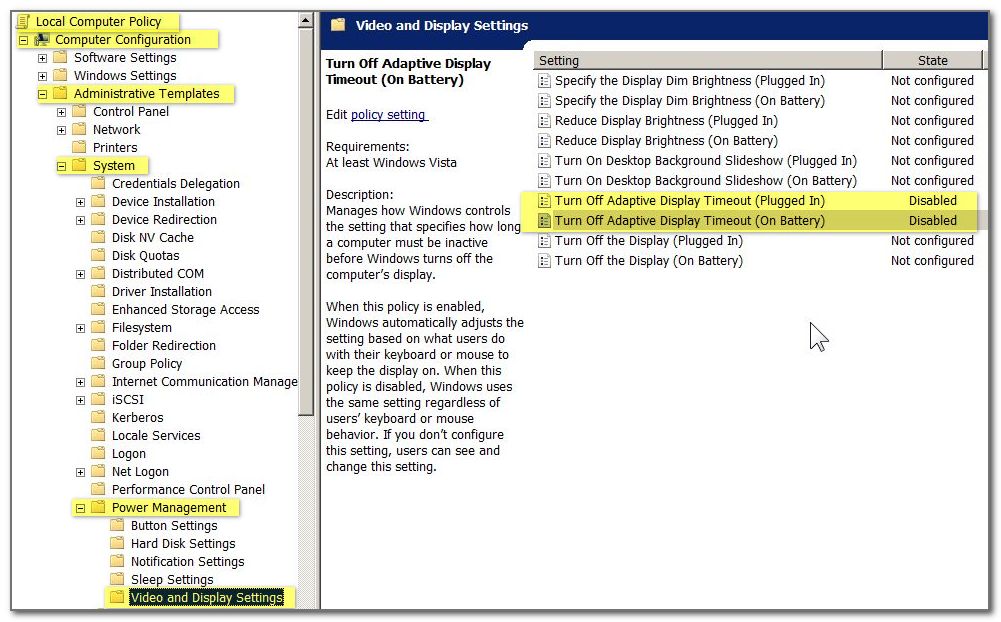 Local Computer Policy
Computer Configuration
Software Settings
Windows Settings
Administrative Templates
Control Panel
Network
Printers
System
Credentials Delegation
Device Installation
Device Redirection
Disk NV Cache
Disk Quotas
Distributed COM
Driver Installation
Enhanced Storage Access
Filesystem
Folder Redirection
Group Policy
Internet Communication Manage
iSCSI
Kerberos
Locale Services
Logon
Net Logon
Performance Control Panel
Power Management
Button Settings
Hard Disk Settings
Notification Settings
Sleep Settings
Video and Display Settings
Video and Display Settings
Turn Off Adaptive Display
Timeout (On Battery)
Edit policy setting
Requirements:
At least Windows Vista
Description:
Manages how Windows controls
the setting that specifies how long
a computer must be inactive
before Windows turns off the
computer's display.
When this policy is enabled,
Windows automatically adjusts the
setting based on what users do
with their keyboard or mouse to
keep the display on. When this
policy is disabled, Windows uses
the same setting regardless of
users' keyboard or mouse
behavior. If you don't configure
this setting, users can see and
change this setting.
Setting State
Specify the Display Dim Brightness (Plugged In) Not configured
Specify the Display Dim Brightness (On Battery) Not configured
Reduce Display Brightness (Plugged In) Not configured
Reduce Display Brightness (On Battery) Not configured
Turn On Desktop Background Slideshow (Plugged In) Not configured
Turn On Desktop Background Slideshow (On Battery) Not configured
Turn Off Adaptive Display Timeout (Plugged In) Disabled
Turn Off Adaptive Display Timeout (On Battery) Disabled
Turn Off the Display (Plugged In) Not configured
Turn Off the Display (On Battery) Not configured